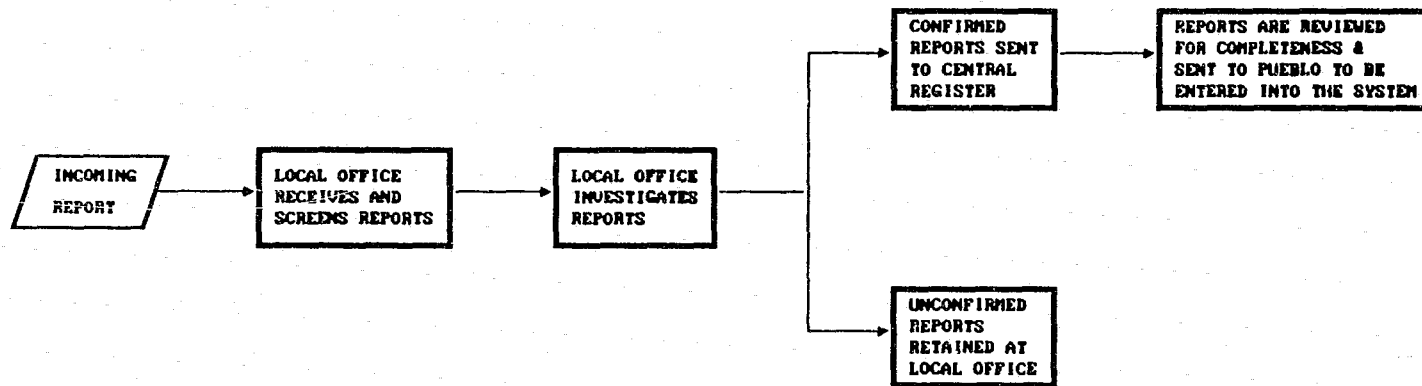 INCOMING
REPORT
LOCAL OFFICE
RECEIVES AND
SCREENS REPORTS
LOCAL OFFICE
INVESTIGATES
REPORTS
CONFIRMED
REPORTS SENT
TO CENTRAL
REGISTER
REPORTS ARE REVIEWED
FOR COMPLETENESS &
SENT TO PUEBLO TO BE
ENTERED INTO THE SYSTEM
UNCONFIRMED
REPORTS
RETAINED AT
LOCAL OFFICE